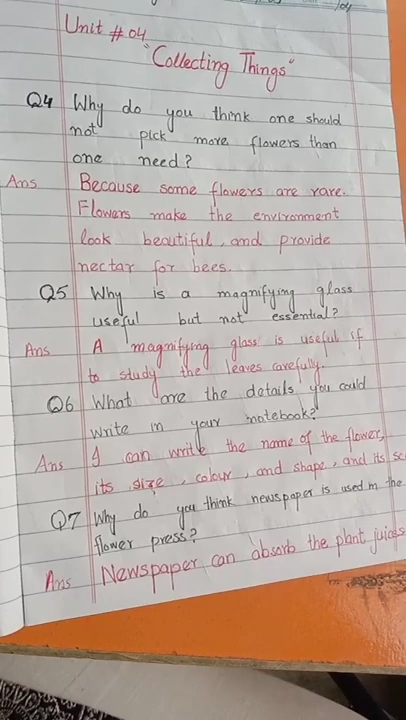 Unit #04
"Collecting Things"
Q4 Why do you think one should
not pick more flowers than
one need?
Ans Because some flowers are rare.
Flowers make the environment
look beautiful, and provide
nectar for bees.
Q5 Why is a magnifying glass
useful but not essential?
Ans A magnifying glass is useful if
to study the leaves carefully.
Q6 What are the details you could
write in your notebook?
Ans I can write the name of the flower,
its size, colour, and shape, and its
Q7 Why do you think newspaper is used in the
flower press?
Ans Newspaper can absorb the plant juices